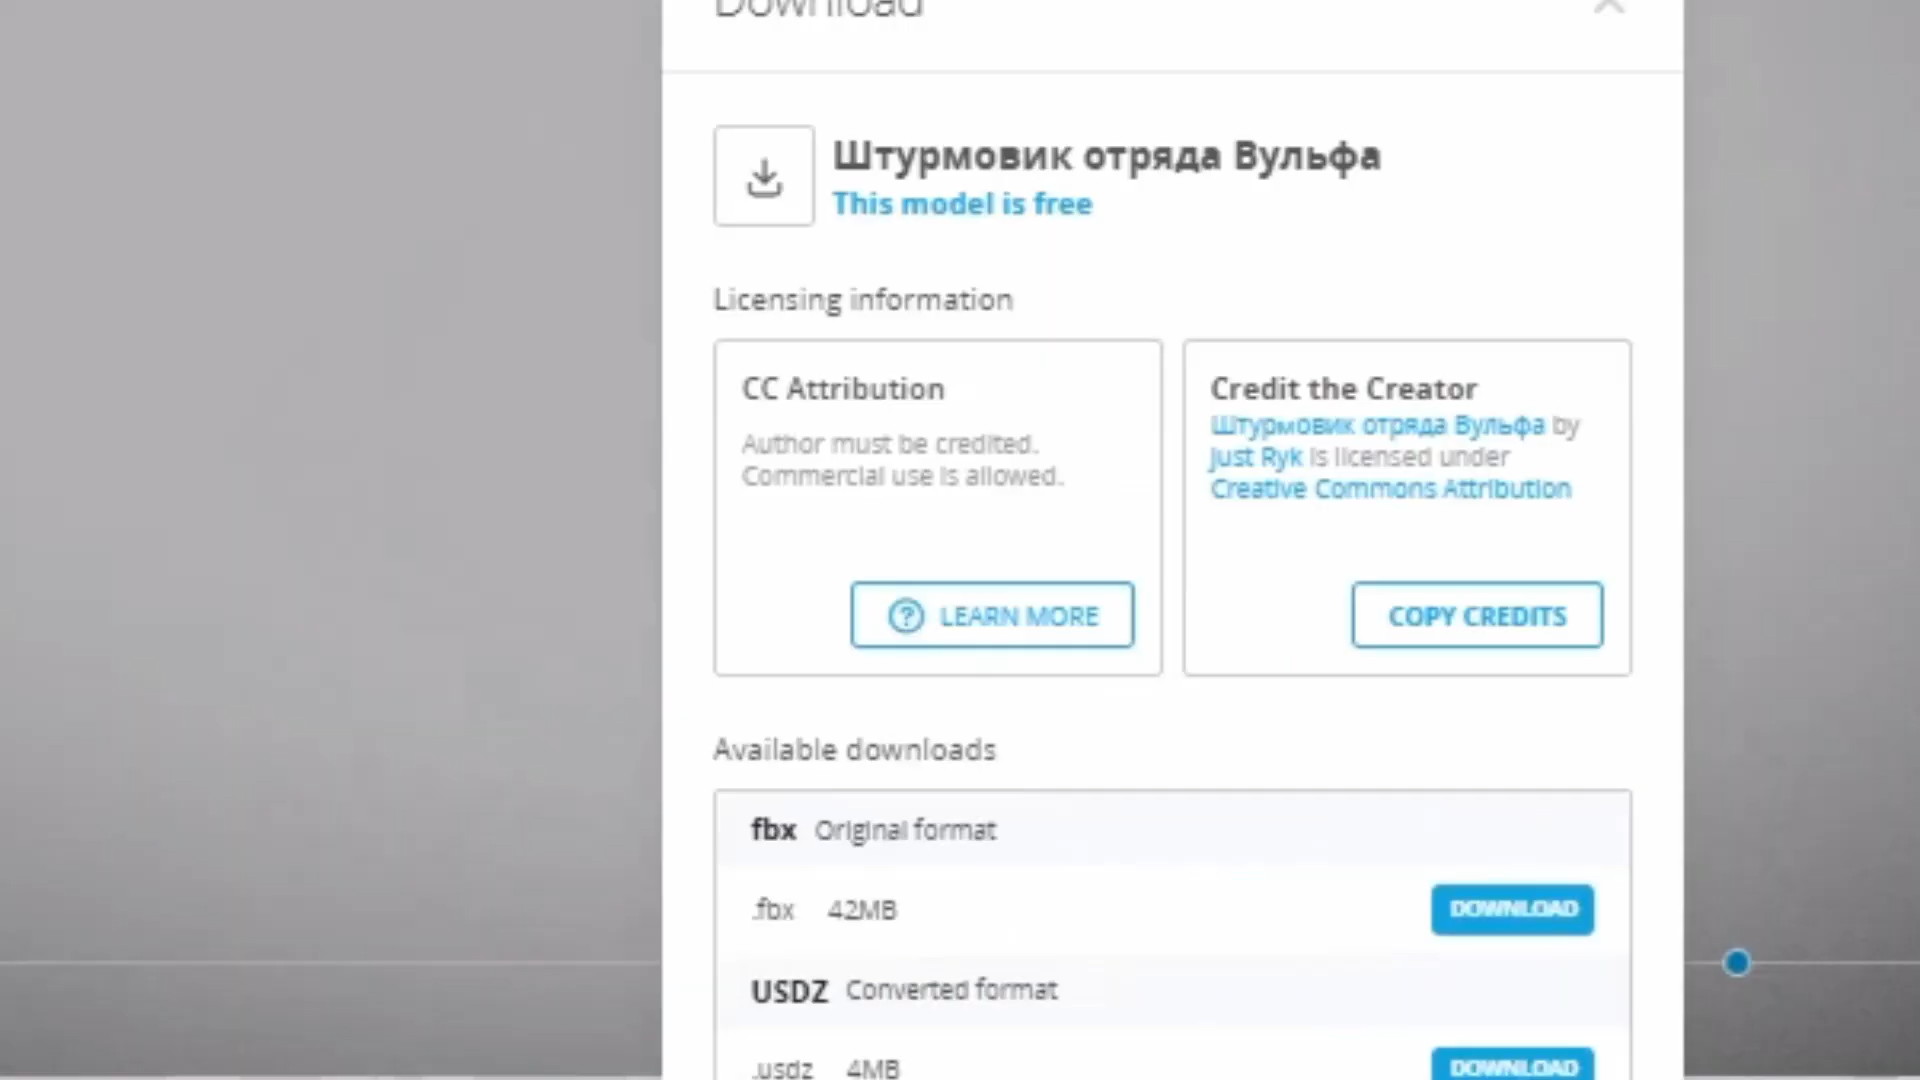 Download
Штурмовик отряда Вульфа
This model is free
Licensing information
CC Attribution
Author must be credited.
Commercial use is allowed.
LEARN MORE
Credit the Creator
Штурмовик отряда Вульфа by
Just Ryk is licensed under
Creative Commons Attribution
COPY CREDITS
Available downloads
fbx Original format
.fbx 42MB DOWNLOAD
USDZ Converted format
.usdz 4MB DOWNLOAD